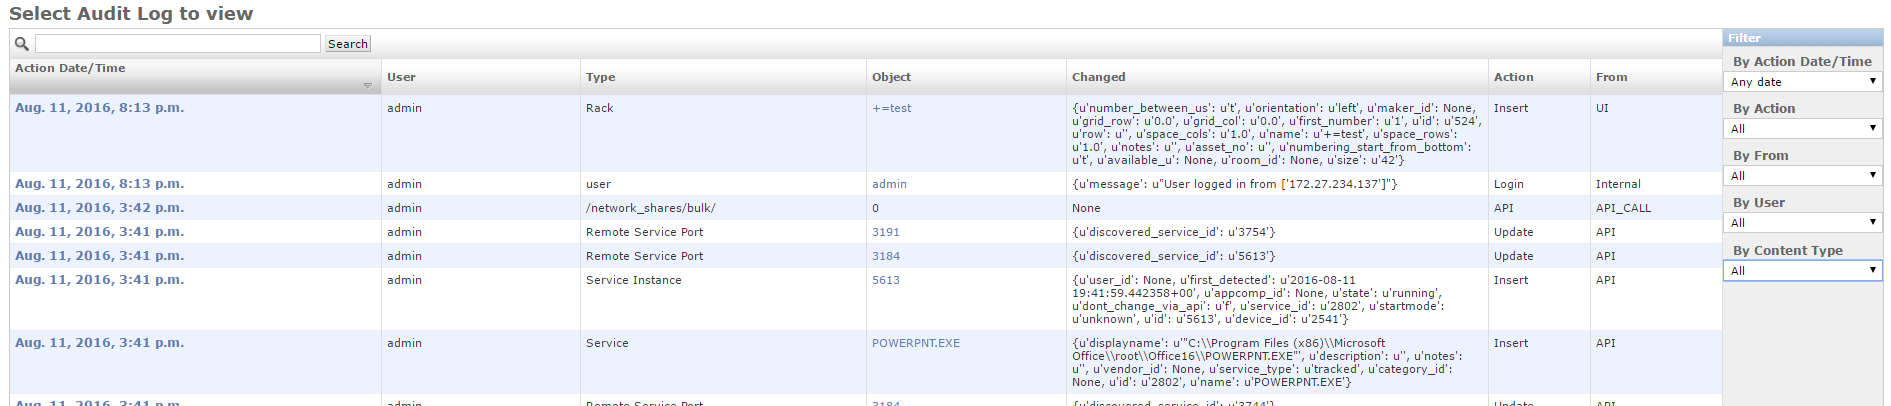 Select Audit Log to view
Search
Filter
Action Date/Time User Type Object Changed Action From
By Action Date/Time
Any date
By Action
All
By From
All
By User
All
By Content Type
All
Aug. 11, 2016, 8:13 p.m. admin Rack +=test {u'number_between_us': u't', u'orientation': u'left', u'maker_id': None, Insert UI
u'grid_row': u'0.0', u'grid_col': u'0.0', u'first_number': u'1', u'id': u'524',
u'row': u'', u'space_cols': u'1.0', u'name': u'+=test', u'space_rows':
u'1.0', u'notes': u'', u'asset_no': u'', u'numbering_start_from_bottom':
u't', u'available_u': None, u'room_id': None, u'size': u'42'}
Aug. 11, 2016, 8:13 p.m. admin user admin {u'message': u"User logged in from ['172.27.234.137']"} Login Internal
Aug. 11, 2016, 3:42 p.m. admin /network_shares/bulk/ 0 None API API_CALL
Aug. 11, 2016, 3:41 p.m. admin Remote Service Port 3191 {u'discovered_service_id': u'3754'} Update API
Aug. 11, 2016, 3:41 p.m. admin Remote Service Port 3184 {u'discovered_service_id': u'5613'} Update API
Aug. 11, 2016, 3:41 p.m. admin Service Instance 5613 {u'user_id': None, u'first_detected': u'2016-08-11 Insert API
19:41:59.442358+00', u'appcomp_id': None, u'state': u'running',
u'dont_change_via_api': u'f', u'service_id': u'2802', u'startmode':
u'unknown', u'id': u'5613', u'device_id': u'2541'}
Aug. 11, 2016, 3:41 p.m. admin Service POWERPNT.EXE {u'displayname': u'"C:\\Program Files (x86)\\Microsoft Insert API
Office\\root\\Office16\\POWERPNT.EXE"', u'description': u'', u'notes':
u'', u'vendor_id': None, u'service_type': u'tracked', u'category_id':
None, u'id': u'2802', u'name': u'POWERPNT.EXE'}
Aug. 11, 2016, 3:41 p.m. admin Remote Service Port 3184 {u'discovered_service_id': u'3744'} Update API